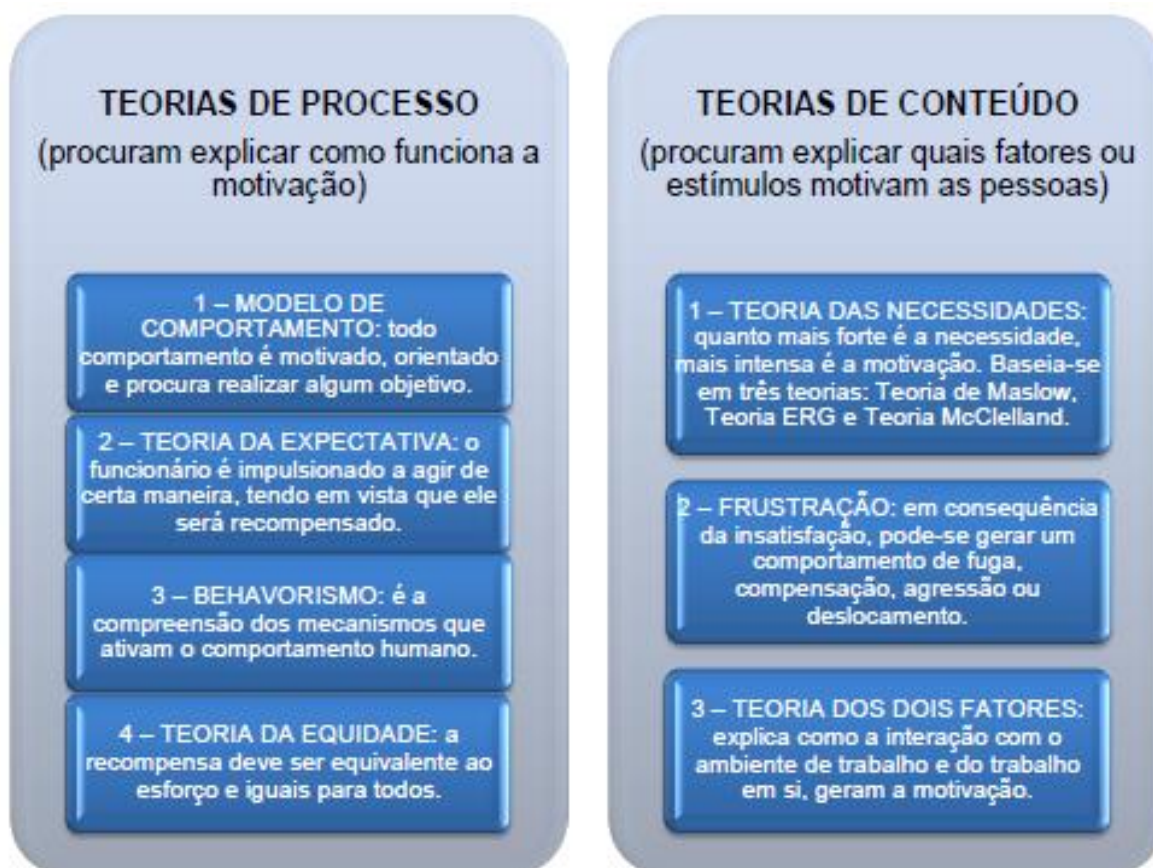 TEORIAS DE PROCESSO
(procuram explicar como funciona a
motivação)
1 – MODELO DE
COMPORTAMENTO: todo
comportamento é motivado, orientado
e procura realizar algum objetivo.
2 – TEORIA DA EXPECTATIVA: o
funcionário é impulsionado a agir de
certa maneira, tendo em vista que ele
será recompensado.
3 – BEHAVORISMO: é a
compreensão dos mecanismos que
ativam o comportamento humano.
4 – TEORIA DA EQUIDADE: a
recompensa deve ser equivalente ao
esforço e iguais para todos.
TEORIAS DE CONTEÚDO
(procuram explicar quais fatores ou
estímulos motivam as pessoas)
1 – TEORIA DAS NECESSIDADES:
quanto mais forte é a necessidade,
mais intensa é a motivação. Baseia-se
em três teorias: Teoria de Maslow,
Teoria ERG e Teoria McClelland.
2 – FRUSTRAÇÃO: em consequência
da insatisfação, pode-se gerar um
comportamento de fuga,
compensação, agressão ou
deslocamento.
3 – TEORIA DOS DOIS FATORES:
explica como a interação com o
ambiente de trabalho e do trabalho
em si, geram a motivação.